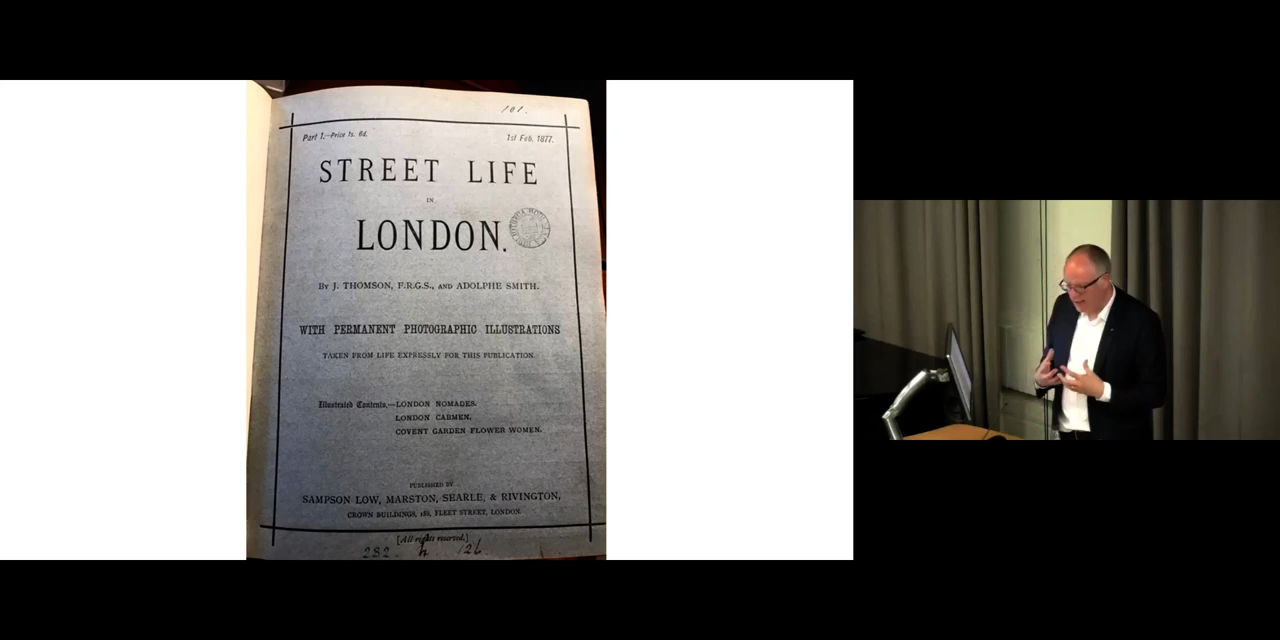 101.
Part 1.—Price 1s. 6d. 1st Feb. 1877.
STREET LIFE
IN
LONDON.
By J. THOMSON, F.R.G.S., AND ADOLPHE SMITH.
WITH PERMANENT PHOTOGRAPHIC ILLUSTRATIONS
TAKEN FROM LIFE EXPRESSLY FOR THIS PUBLICATION.
Illustrated Contents.—LONDON NOMADES.
LONDON CABMEN.
COVENT GARDEN FLOWER WOMEN.
PUBLISHED BY
SAMPSON LOW, MARSTON, SEARLE, & RIVINGTON,
CROWN BUILDINGS, 188, FLEET STREET, LONDON.
[All rights reserved.]
232. h. 126.